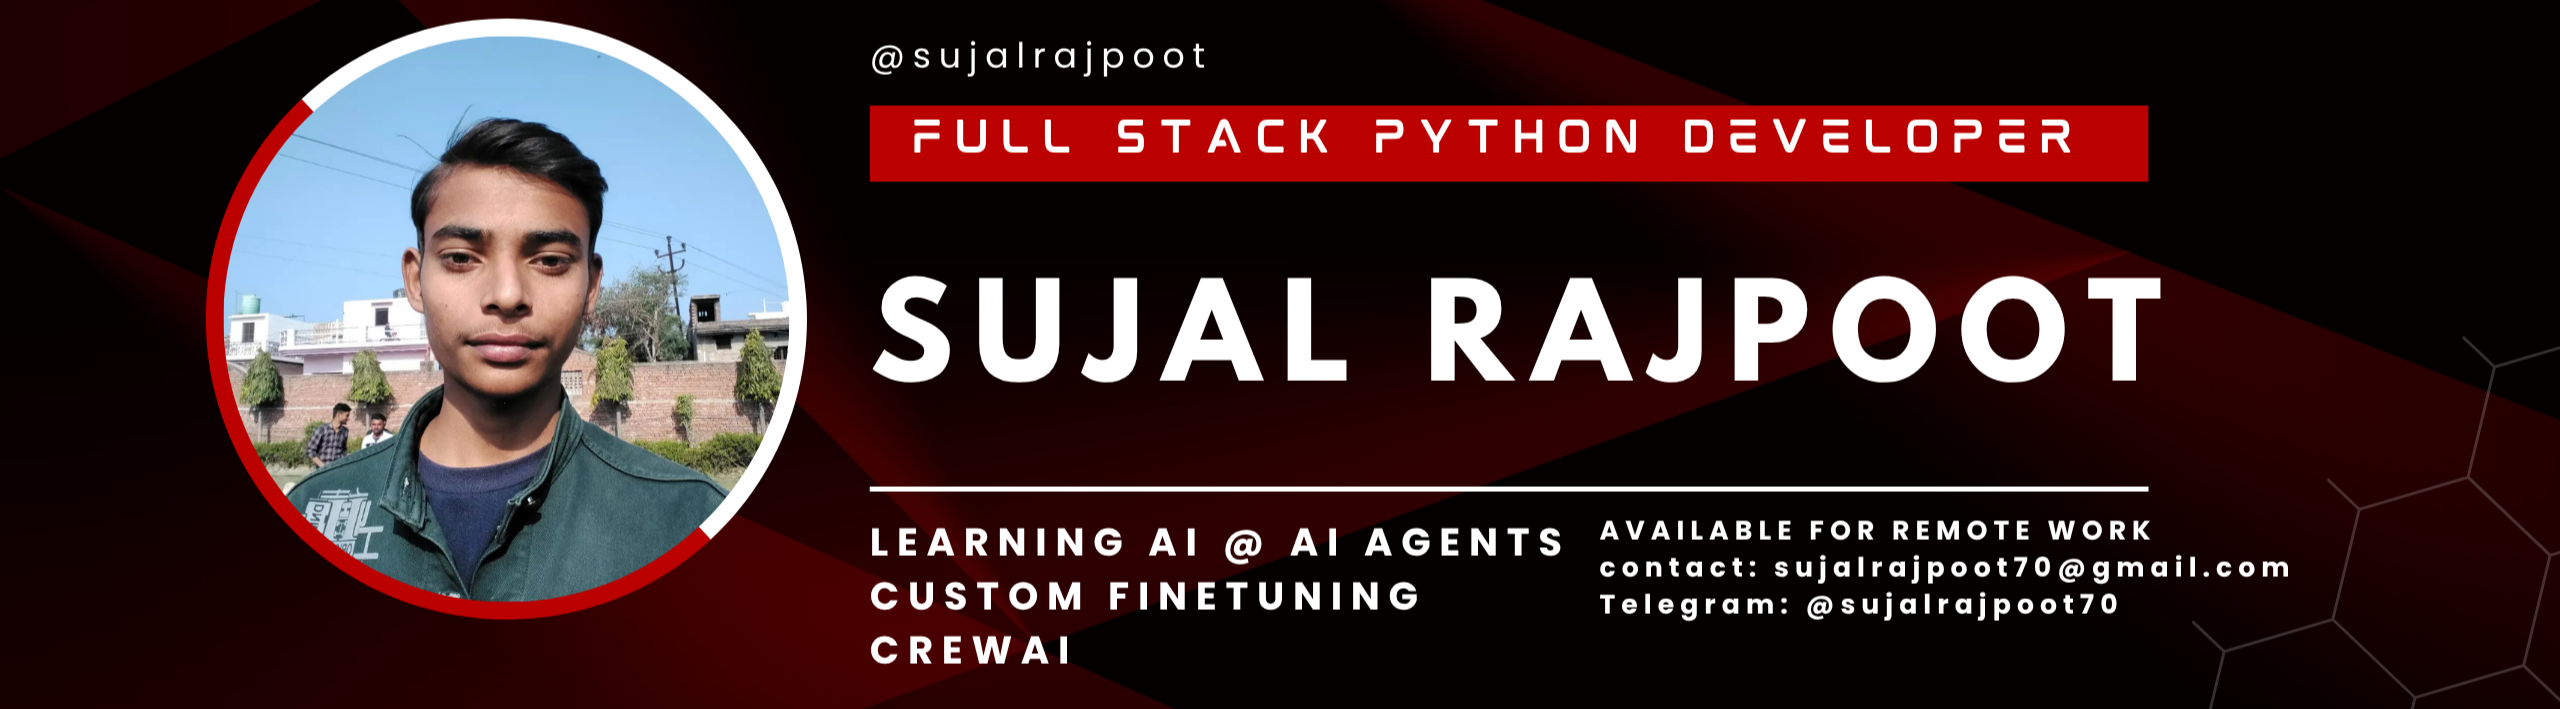 @sujalrajpoot
FULL STACK PYTHON DEVELOPER
SUJAL RAJPOOT
LEARNING AI @ AI AGENTS
CUSTOM FINETUNING
CREWAI
AVAILABLE FOR REMOTE WORK
contact: sujalrajpoot70@gmail.com
Telegram: @sujalrajpoot70